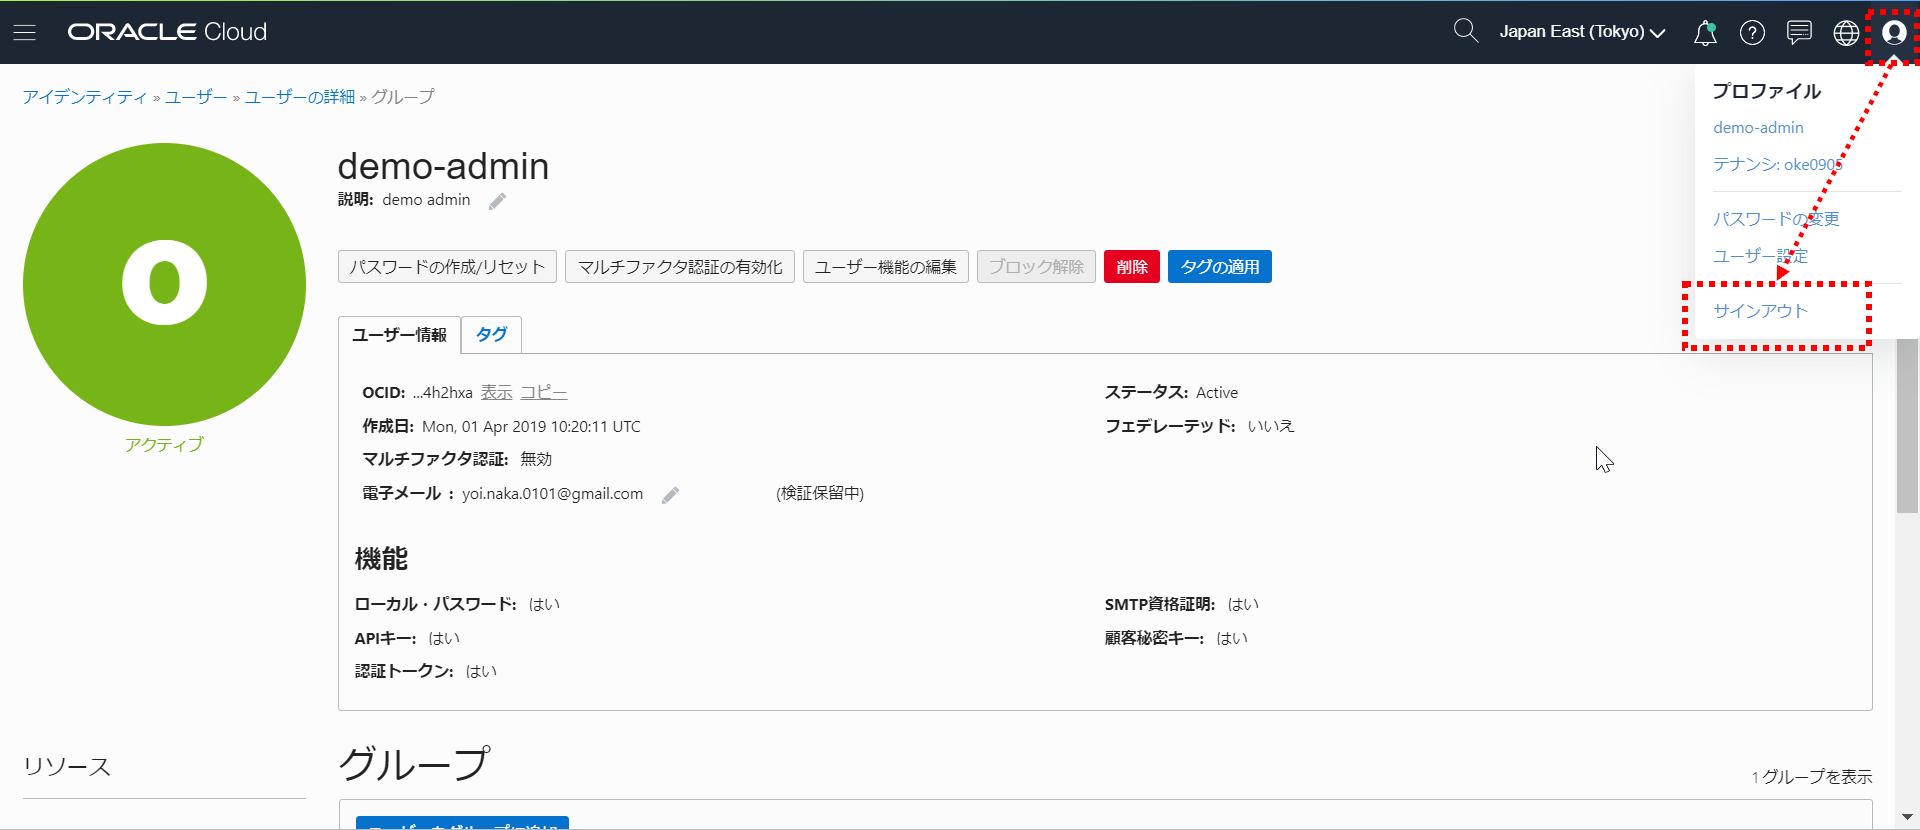 ORACLE Cloud
Japan East (Tokyo)
アイデンティティ » ユーザー » ユーザーの詳細 » グループ
プロファイル
demo-admin
テナンシ: oke0905
パスワードの変更
ユーザー設定
サインアウト
O
アクティブ
demo-admin
説明: demo admin
パスワードの作成/リセット
マルチファクタ認証の有効化
ユーザー機能の編集
ブロック解除
削除
タグの適用
ユーザー情報
タグ
OCID: ...4h2hxa 表示 コピー
ステータス: Active
作成日: Mon, 01 Apr 2019 10:20:11 UTC
フェデレーテッド: いいえ
マルチファクタ認証: 無効
電子メール : yoi.naka.0101@gmail.com (検証保留中)
機能
ローカル・パスワード: はい
SMTP資格証明: はい
APIキー: はい
顧客秘密キー: はい
認証トークン: はい
リソース
グループ
1 グループを表示